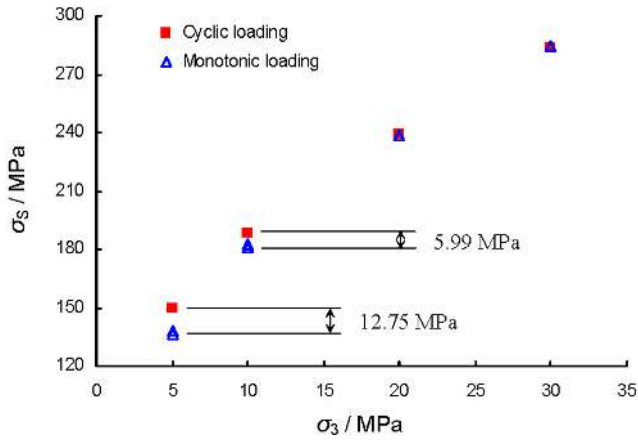 300
270
240
210
180
150
120
σS / MPa
Cyclic loading
Monotonic loading
5.99 MPa
12.75 MPa
0 5 10 15 20 25 30 35
σ3 / MPa